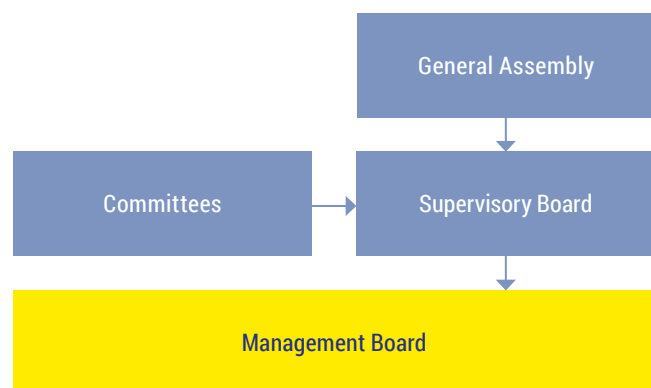 General Assembly
Committees
Supervisory Board
Management Board